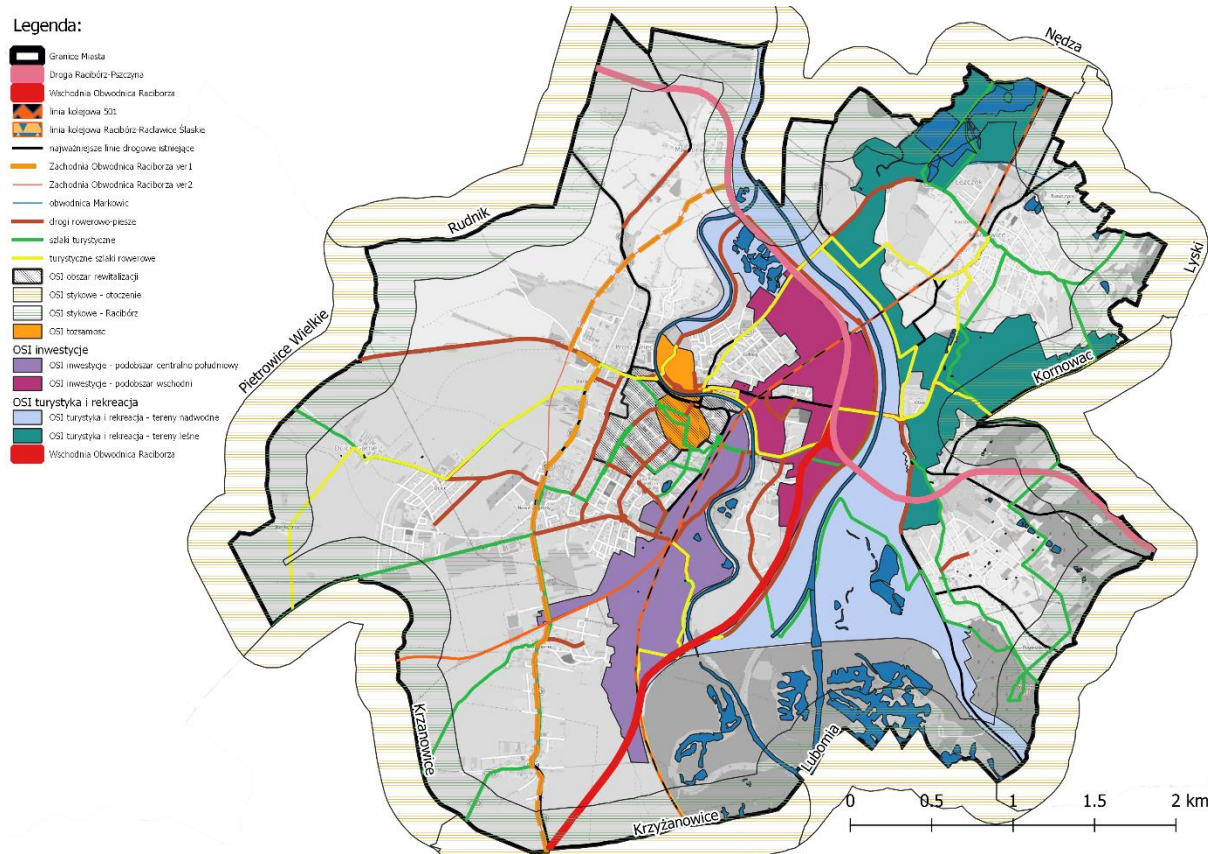 Legenda:
Granice Miasta
Droga Racibórz-Pszczyna
Wschodnia Obwodnica Raciborza
linia kolejowa 501
linia kolejowa Racibórz-Racławice Śląskie
najważniejsze linie drogowe istniejące
Zachodnia Obwodnica Raciborza ver1
Zachodnia Obwodnica Raciborza ver2
obwodnica Markowic
drogi rowerowo-piesze
szlaki turystyczne
turystyczne szlaki rowerowe
OSI obszar rewitalizacji
OSI stykowe - otoczenie
OSI stykowe - Racibórz
OSI tozsamosc
OSI inwestycje
OSI inwestycje - podobszar centralno południowy
OSI inwestycje - podobszar wschodni
OSI turystyka i rekreacja
OSI turystyka i rekreacja - tereny nadwodne
OSI turystyka i rekreacja - tereny leśne
Wschodnia Obwodnica Raciborza
Nędza
Rudnik
Łyski
Pietrowice Wielkie
Kornowac
Krzanowice
Lubomia
Krzyżanowice
0 0.5 1 1.5 2 km